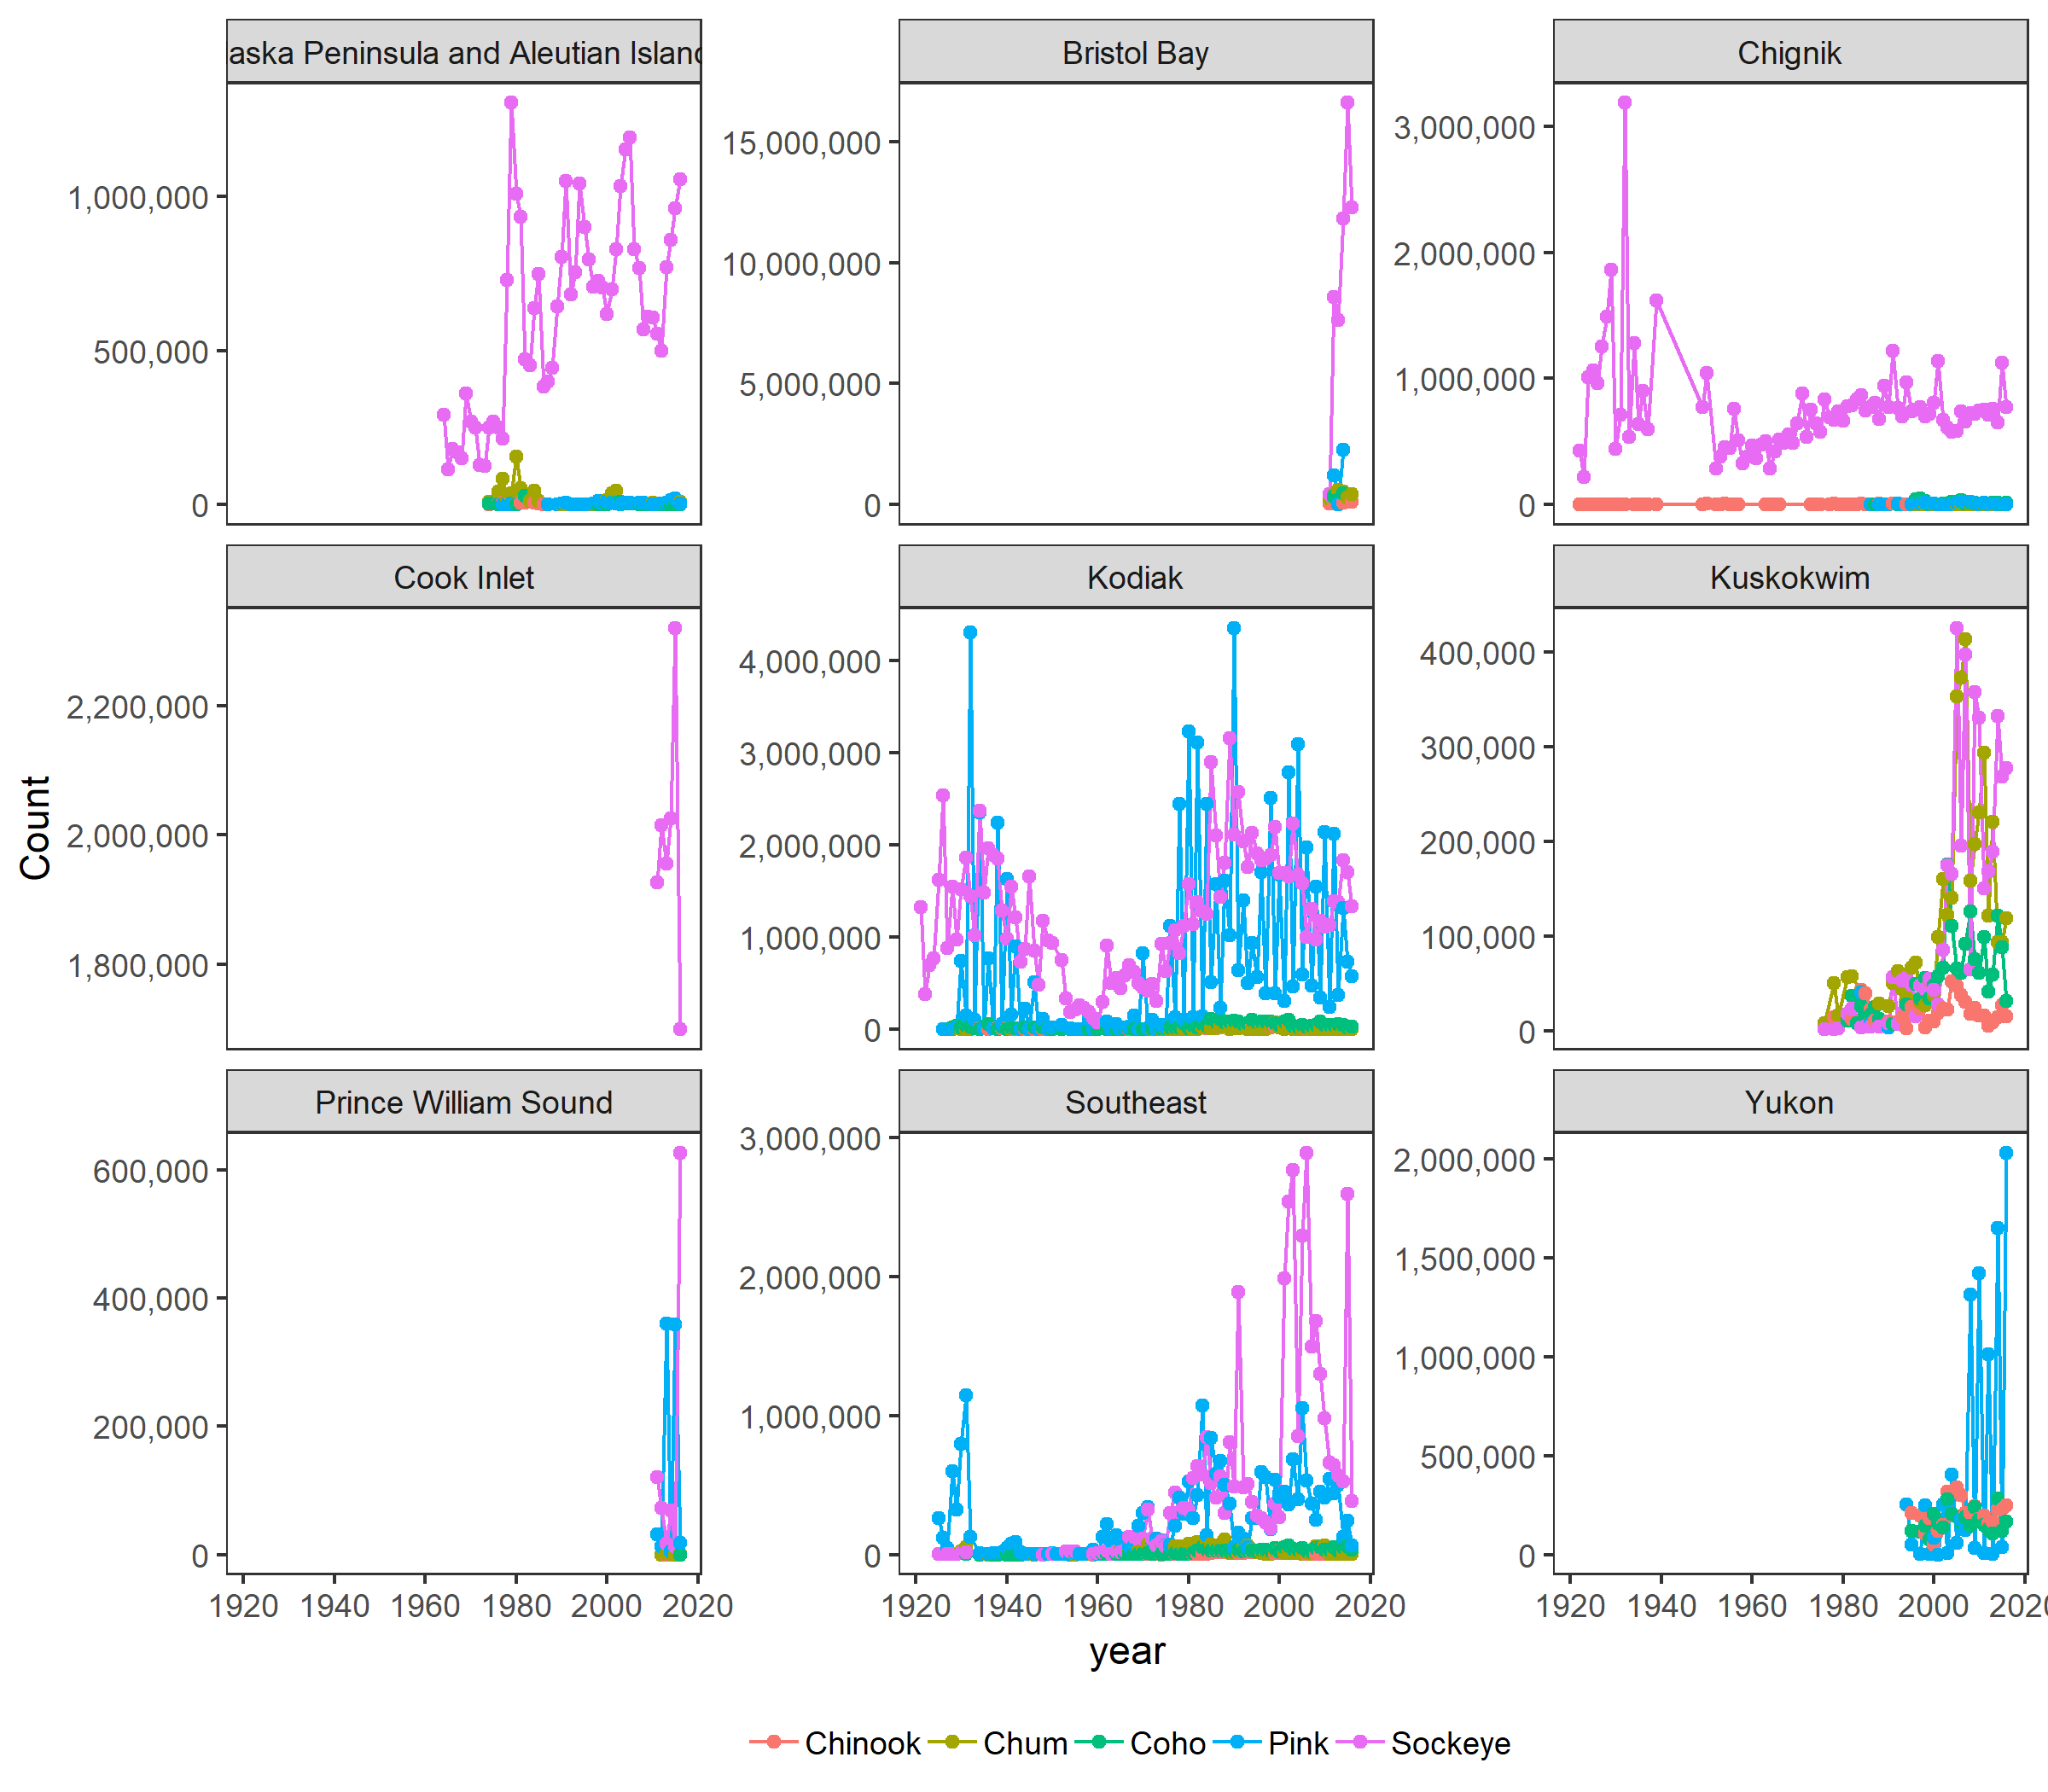 aska Peninsula and Aleutian Island
Bristol Bay
Chignik
1,000,000
500,000
0
15,000,000
10,000,000
5,000,000
0
3,000,000
2,000,000
1,000,000
0
Cook Inlet
Kodiak
Kuskokwim
2,200,000
2,000,000
1,800,000
4,000,000
3,000,000
2,000,000
1,000,000
0
400,000
300,000
200,000
100,000
0
Prince William Sound
Southeast
Yukon
600,000
400,000
200,000
0
3,000,000
2,000,000
1,000,000
0
2,000,000
1,500,000
1,000,000
500,000
0
1920 1940 1960 1980 2000 2020
1920 1940 1960 1980 2000 2020
1920 1940 1960 1980 2000 2020
Count
year
Chinook Chum Coho Pink Sockeye